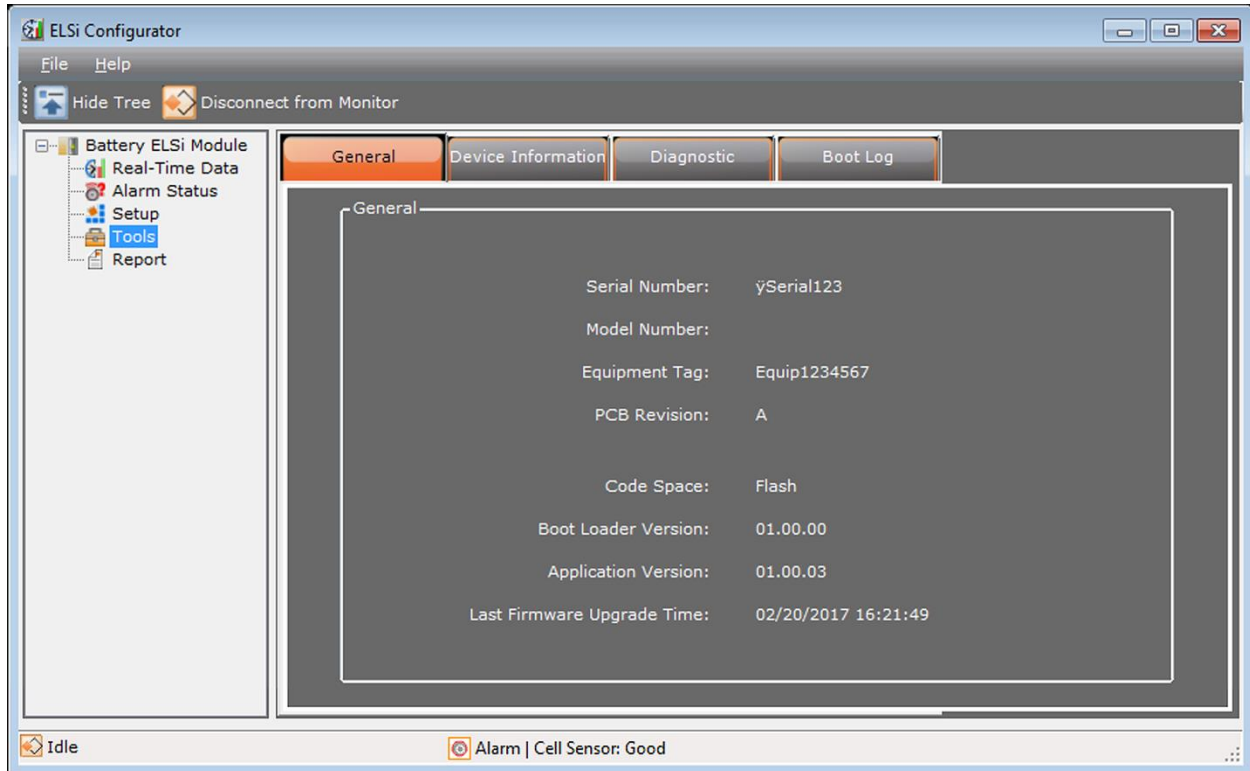 ELSi Configurator
File Help
Hide Tree Disconnect from Monitor
Battery ELSi Module
Real-Time Data
Alarm Status
Setup
Tools
Report
General Device Information Diagnostic Boot Log
General
Serial Number: ÿSerial123
Model Number:
Equipment Tag: Equip1234567
PCB Revision: A
Code Space: Flash
Boot Loader Version: 01.00.00
Application Version: 01.00.03
Last Firmware Upgrade Time: 02/20/2017 16:21:49
Idle Alarm | Cell Sensor: Good